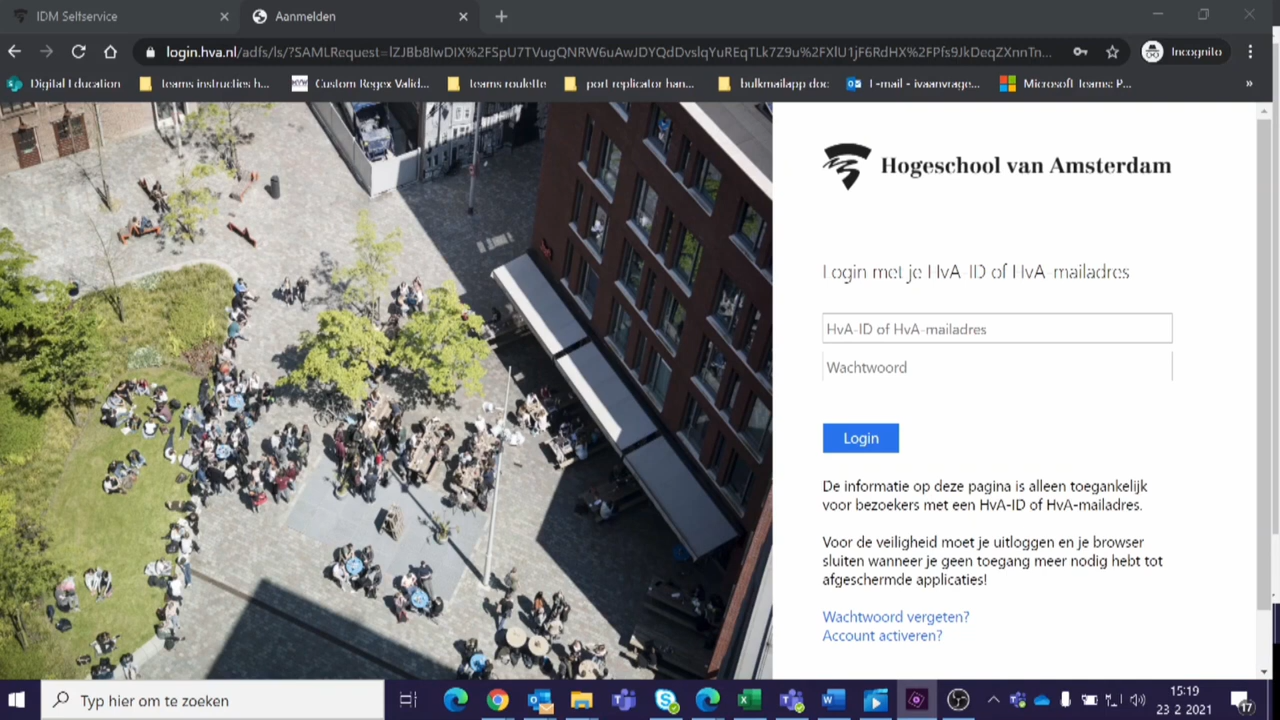 IDM Selfservice
Aanmelden
login.hva.nl/adfs/ls/?SAMLRequest=
Incognito
Digital Education
teams instructies h...
Custom Regex Valid...
teams roulette
port replicator han...
bulkmailapp doc
E-mail - ivaanvrage...
Microsoft Teams: P...
»
Hogeschool van Amsterdam
Login met je HvA-ID of HvA-mailadres
HvA-ID of HvA-mailadres
Wachtwoord
Login
De informatie op deze pagina is alleen toegankelijk
voor bezoekers met een HvA-ID of HvA-mailadres.
Voor de veiligheid moet je uitloggen en je browser
sluiten wanneer je geen toegang meer nodig hebt tot
afgeschermde applicaties!
Wachtwoord vergeten?
Account activeren?
Typ hier om te zoeken
15:19
23-2-2021
17